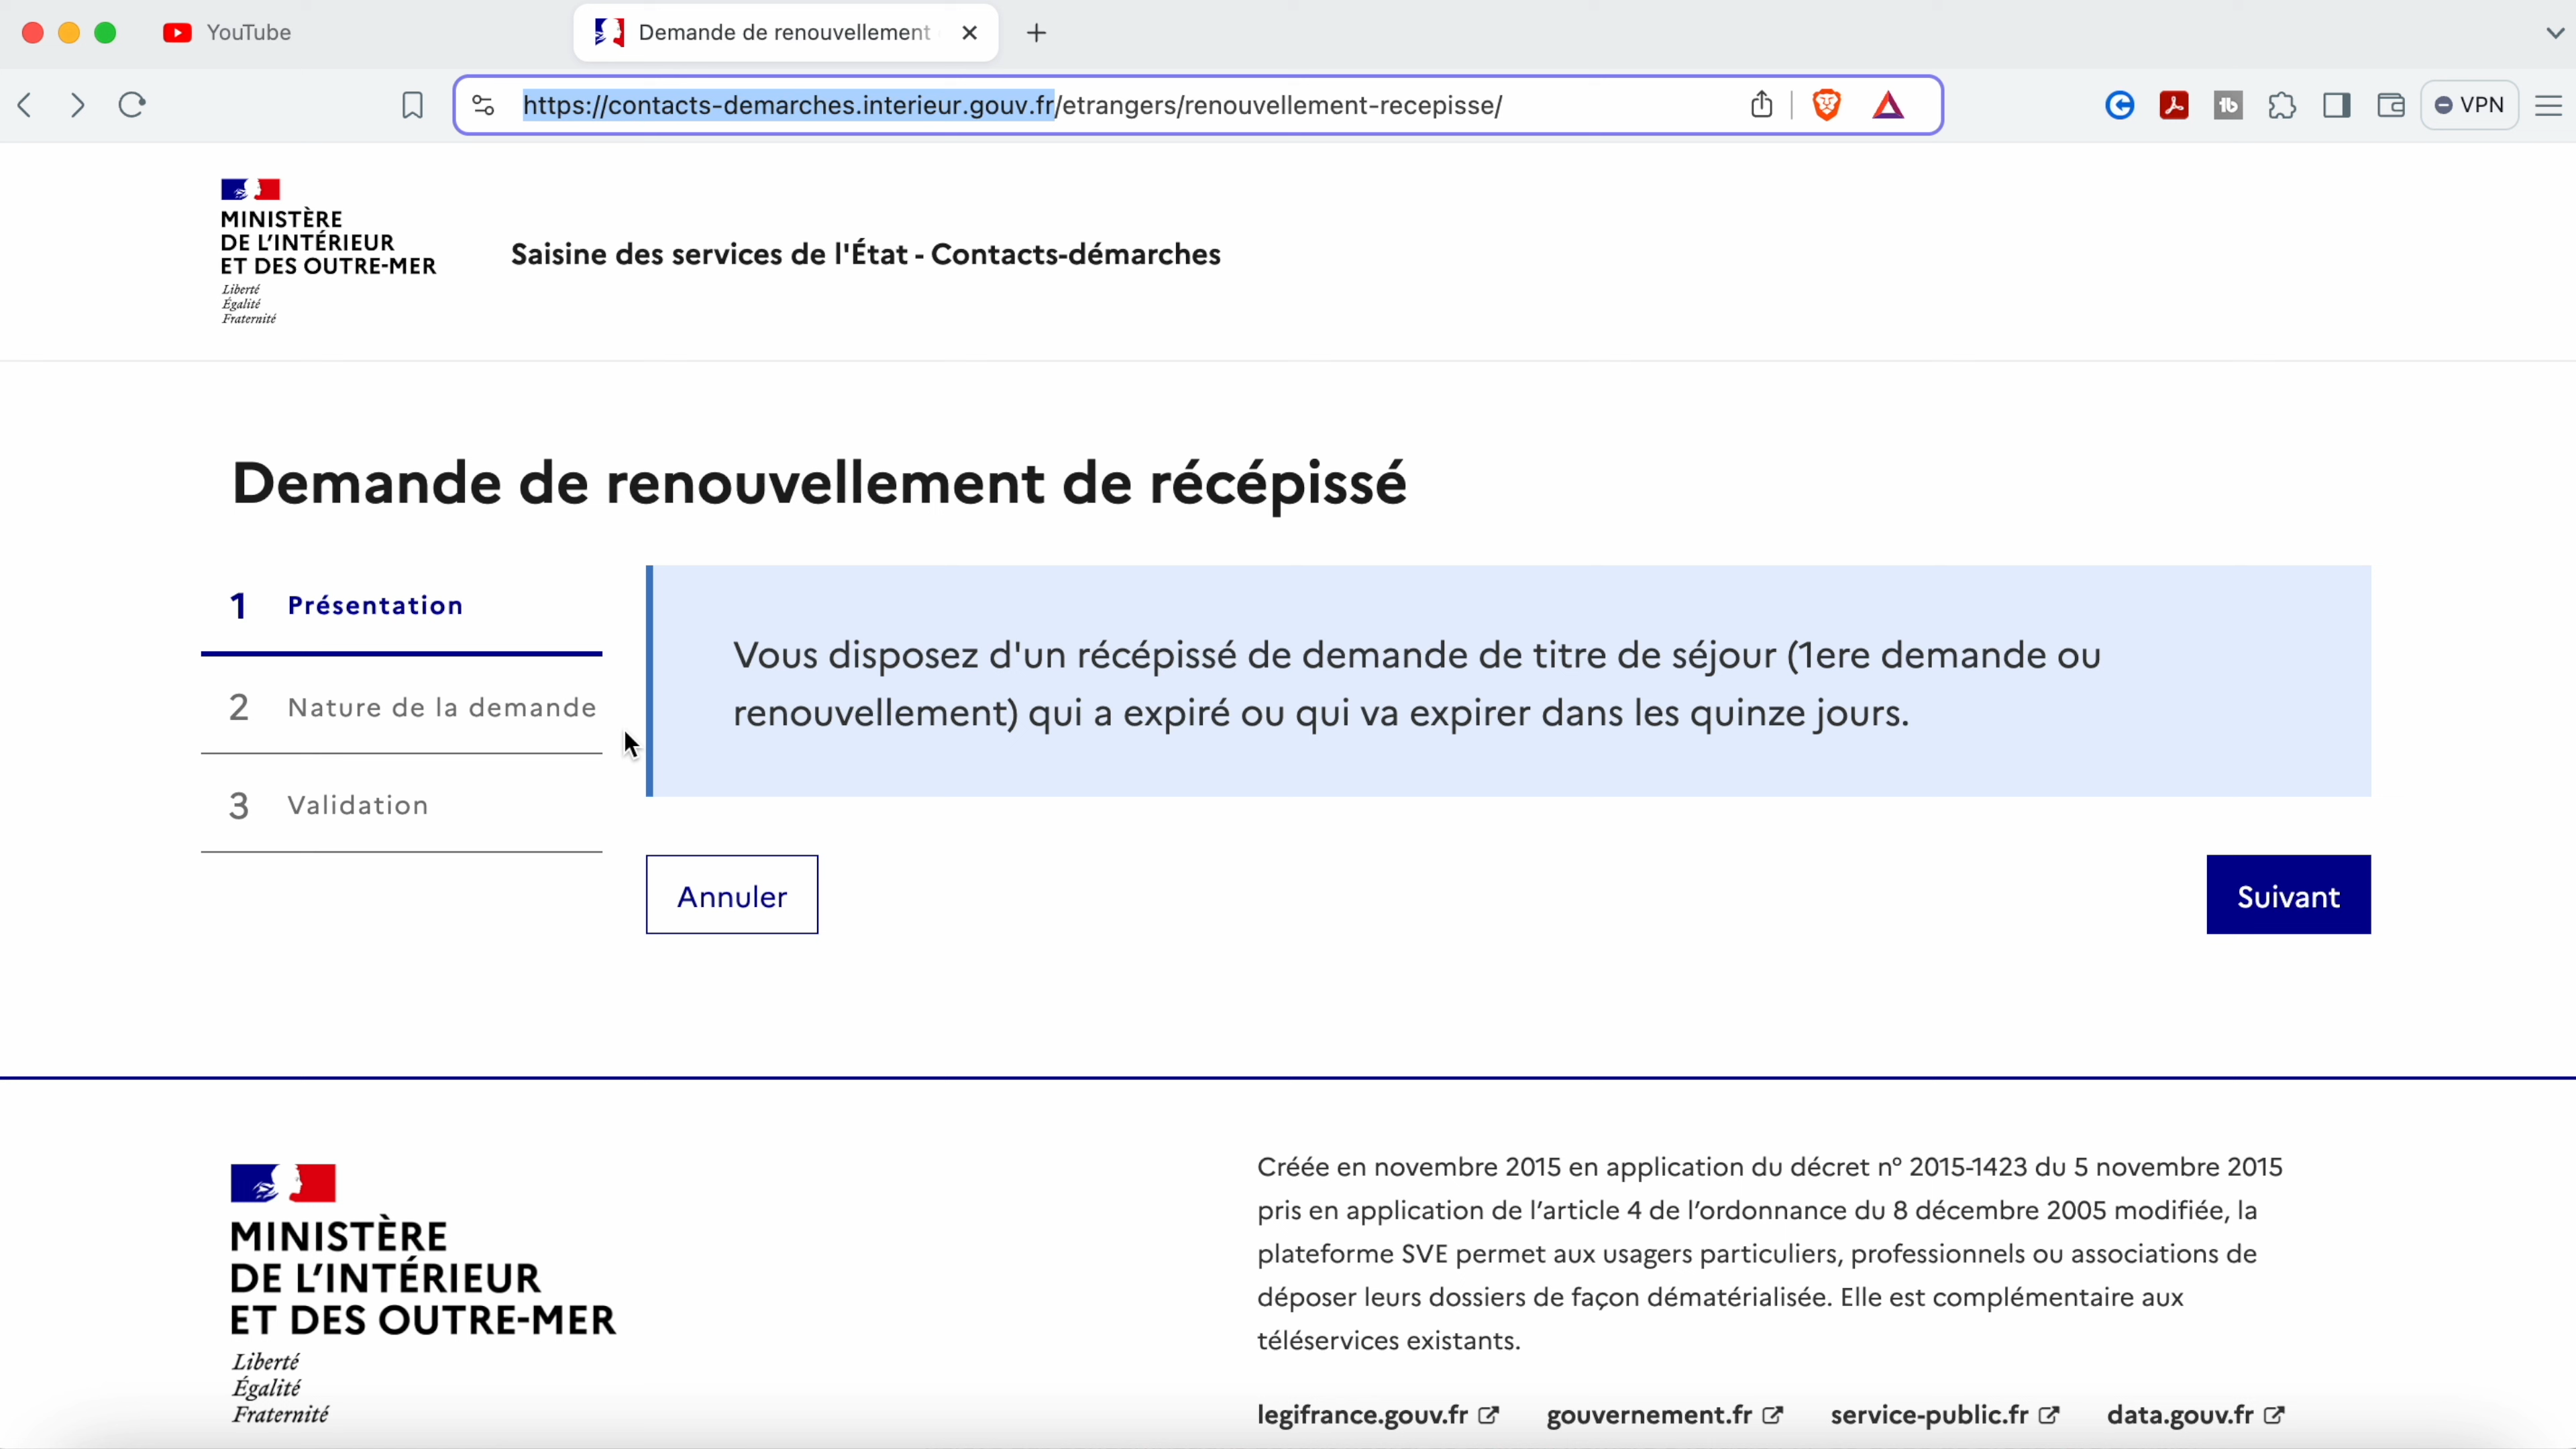 YouTube
Demande de renouvellement
https://contacts-demarches.interieur.gouv.fr/etrangers/renouvellement-recepisse/
VPN
MINISTÈRE
DE L'INTÉRIEUR
ET DES OUTRE-MER
Liberté
Égalité
Fraternité
Saisine des services de l'État - Contacts-démarches
Demande de renouvellement de récépissé
1 Présentation
2 Nature de la demande
3 Validation
Vous disposez d'un récépissé de demande de titre de séjour (1ere demande ou
renouvellement) qui a expiré ou qui va expirer dans les quinze jours.
Annuler
Suivant
MINISTÈRE
DE L'INTÉRIEUR
ET DES OUTRE-MER
Liberté
Égalité
Fraternité
Créée en novembre 2015 en application du décret n° 2015-1423 du 5 novembre 2015
pris en application de l’article 4 de l’ordonnance du 8 décembre 2005 modifiée, la
plateforme SVE permet aux usagers particuliers, professionnels ou associations de
déposer leurs dossiers de façon dématérialisée. Elle est complémentaire aux
téléservices existants.
legifrance.gouv.fr gouvernement.fr service-public.fr data.gouv.fr